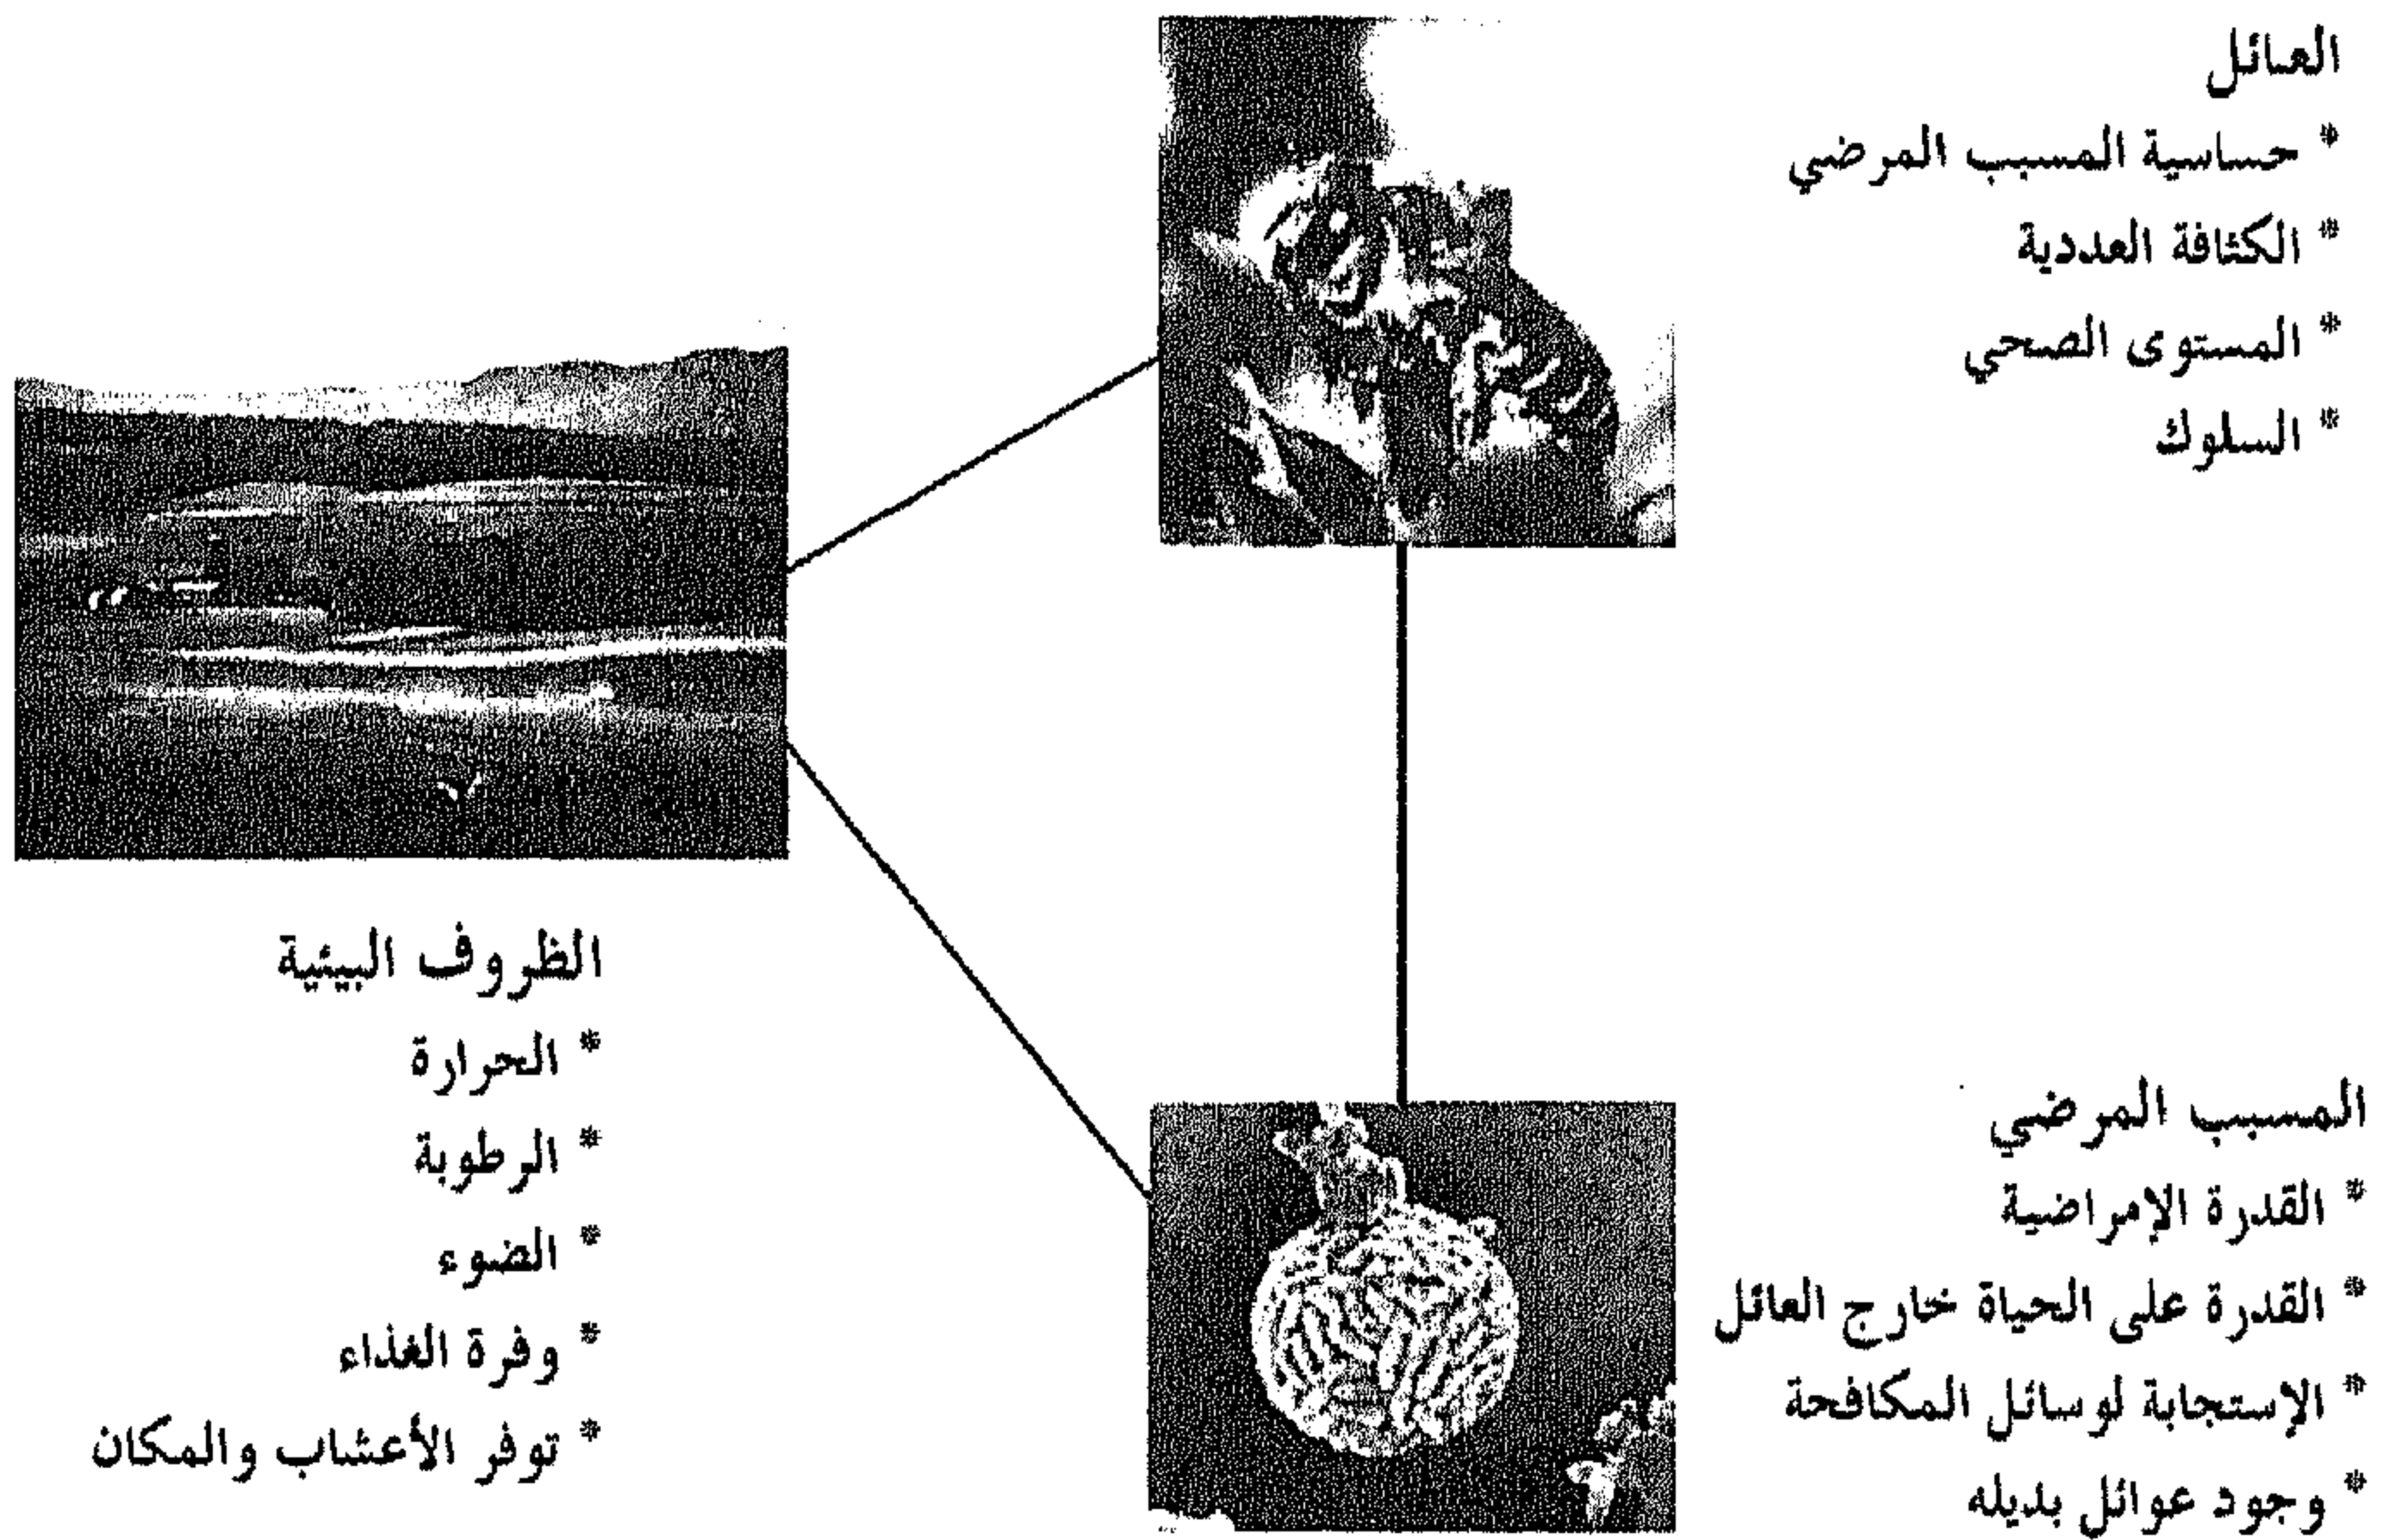 العائل
* حساسية المسبب المرضي
* الكثافة العددية
* المستوى الصحي
* السلوك
الظروف البيئية
* الحرارة
* الرطوبة
* الضوء
* وفرة الغذاء
* توفر الأعشاب والمكان
المسبب المرضي
* القدرة الإمراضية
* القدرة على الحياة خارج العائل
* الإستجابة لوسائل المكافحة
* وجود عوائل بديله